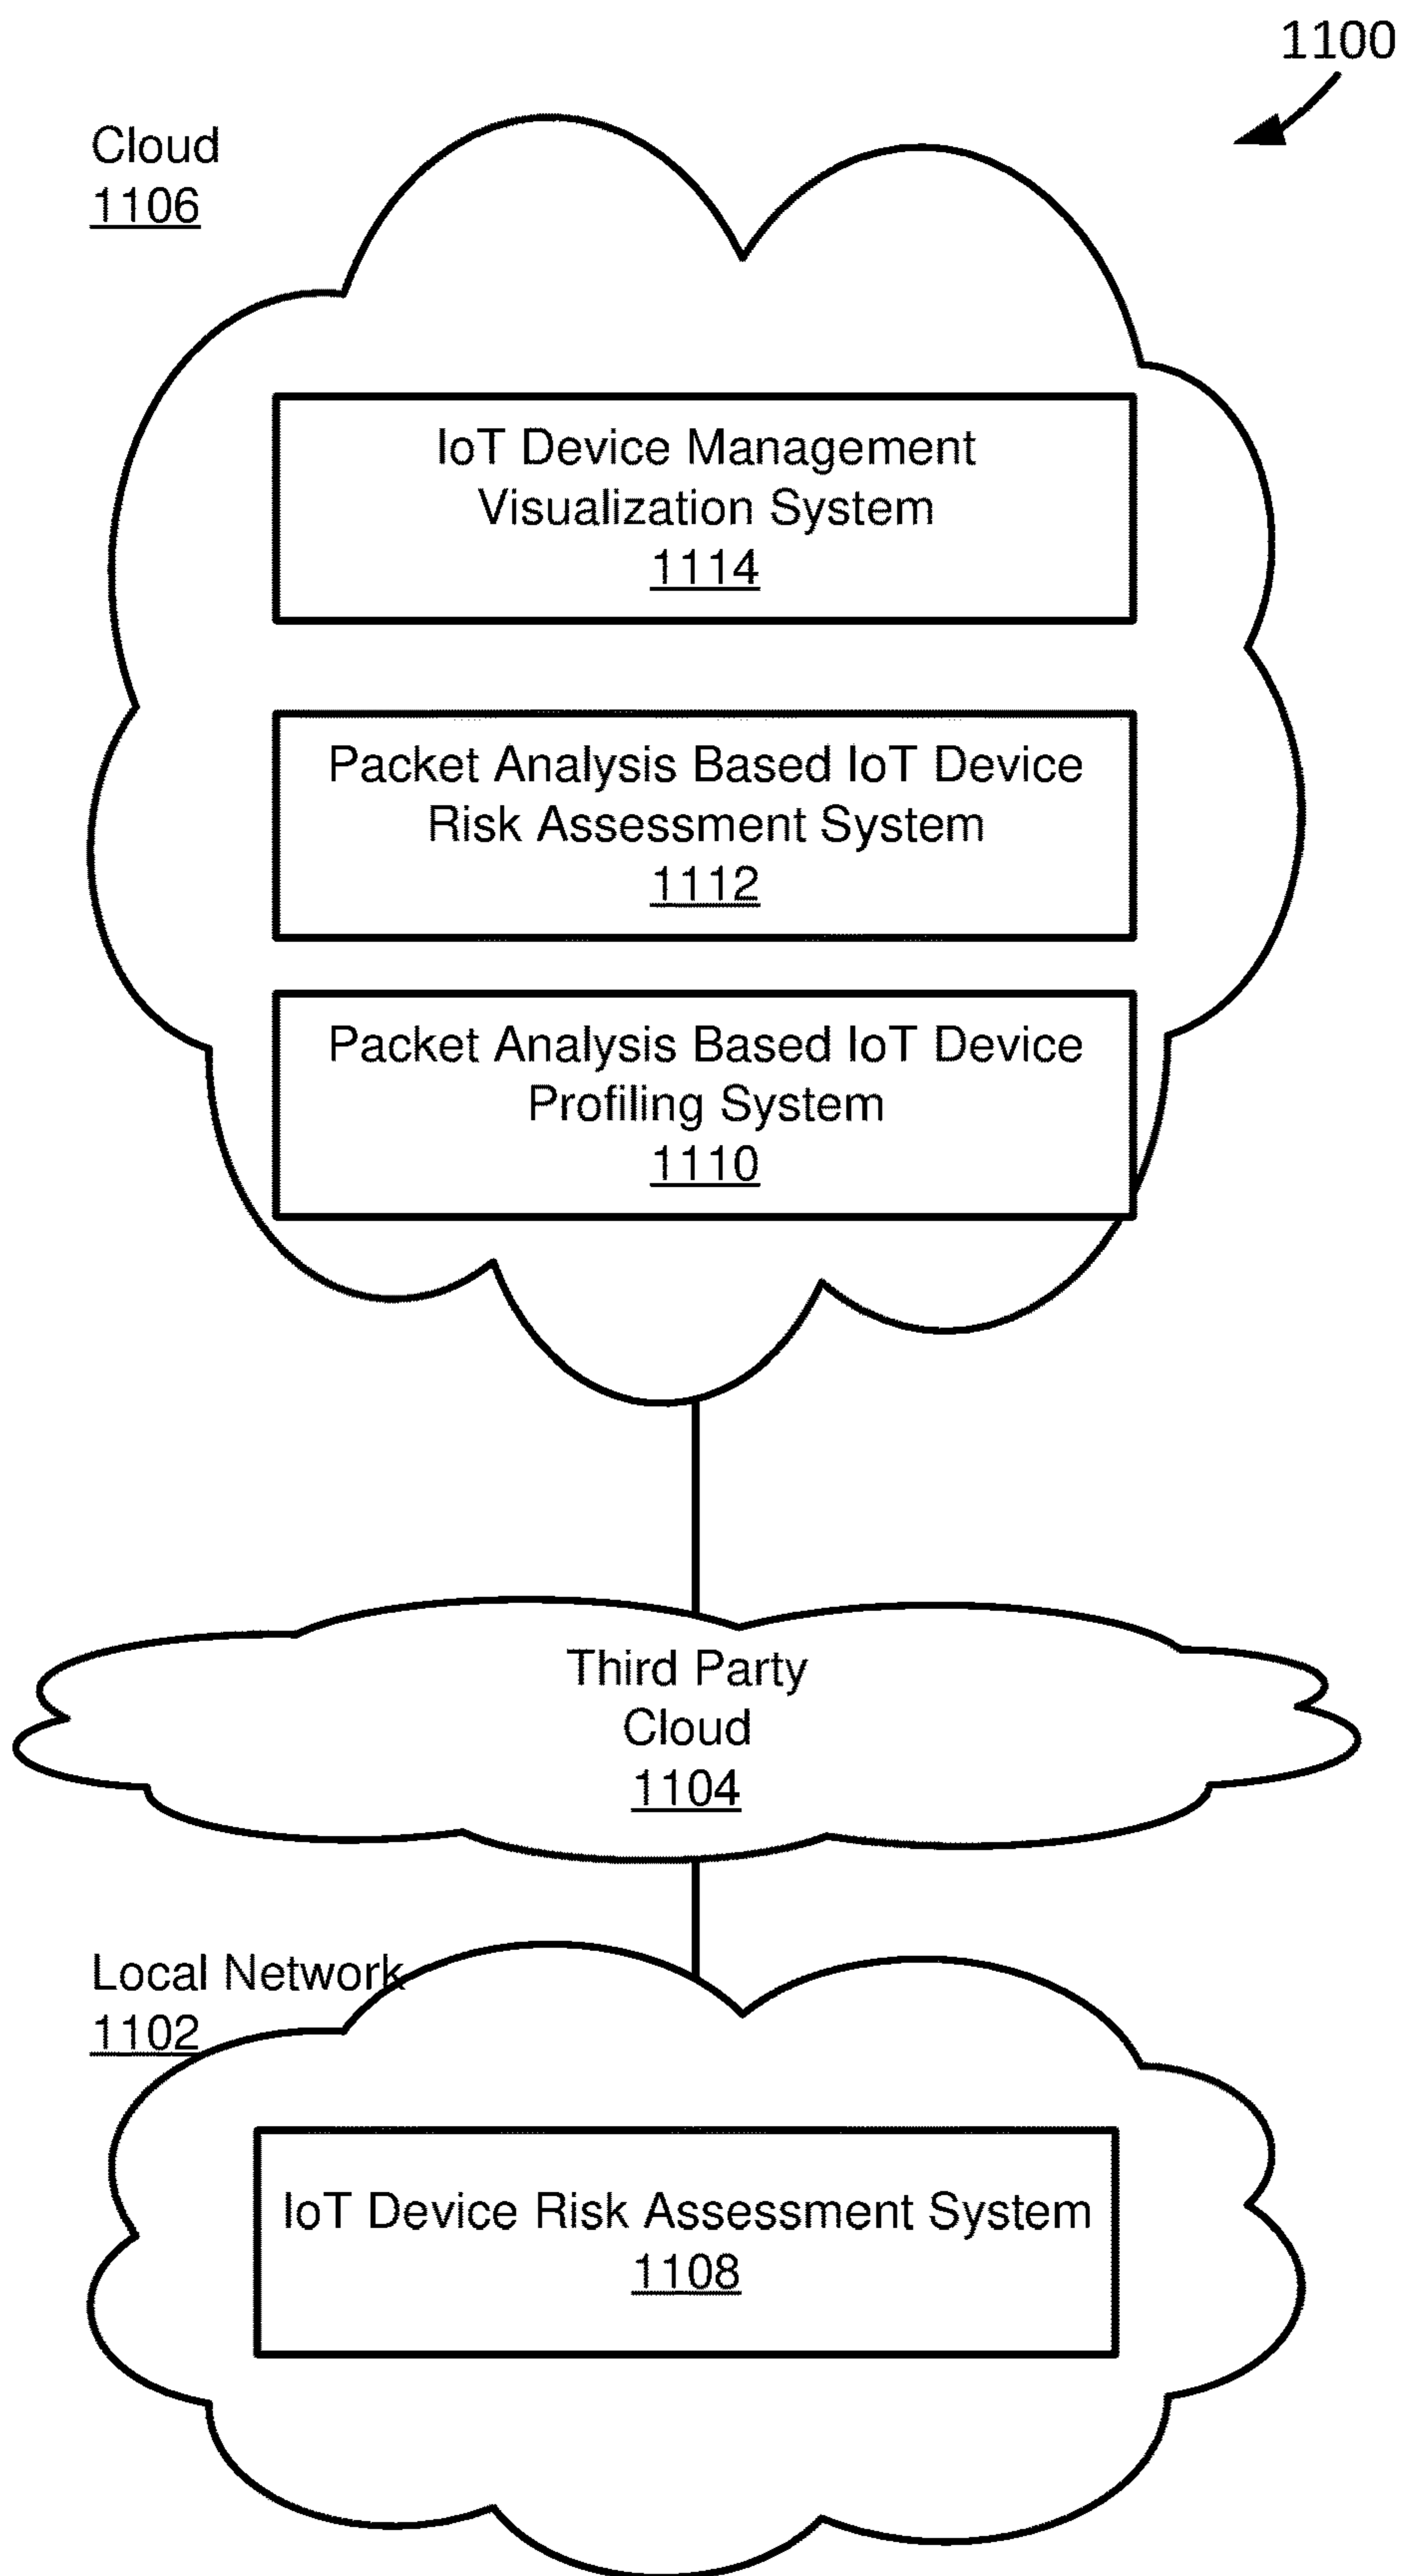 1100
Cloud
1106
IoT Device Management
Visualization System
1114
Packet Analysis Based IoT Device
Risk Assessment System
1112
Packet Analysis Based IoT Device
Profiling System
1110
Third Party
Cloud
1104
Local Network
1102
IoT Device Risk Assessment System
1108